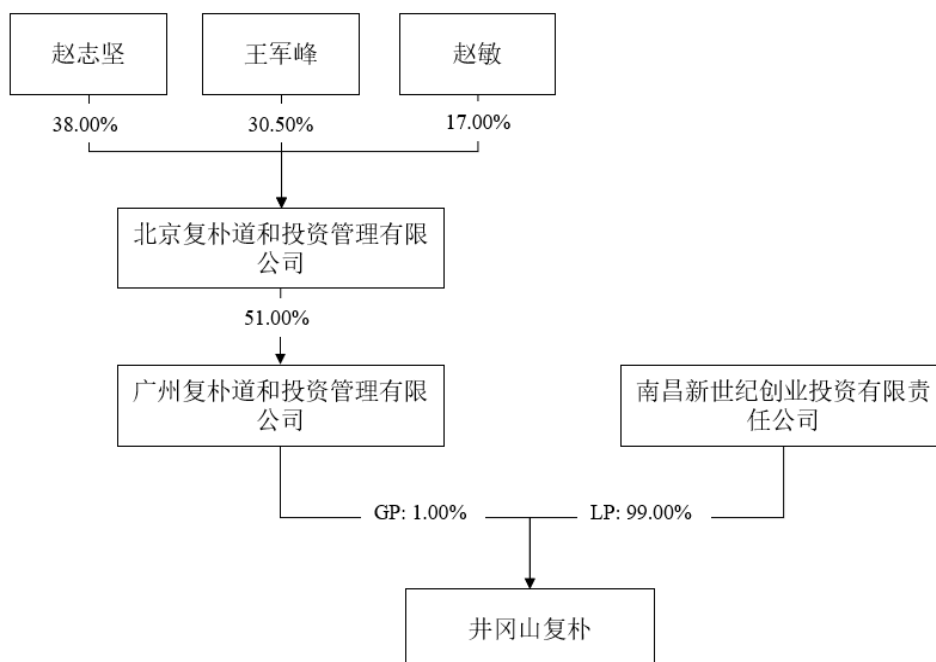 赵志坚
王军峰
赵敏
38.00%
30.50%
17.00%
北京复朴道和投资管理有限
公司
51.00%
广州复朴道和投资管理有限
公司
南昌新世纪创业投资有限责
任公司
GP: 1.00%
LP: 99.00%
井冈山复朴